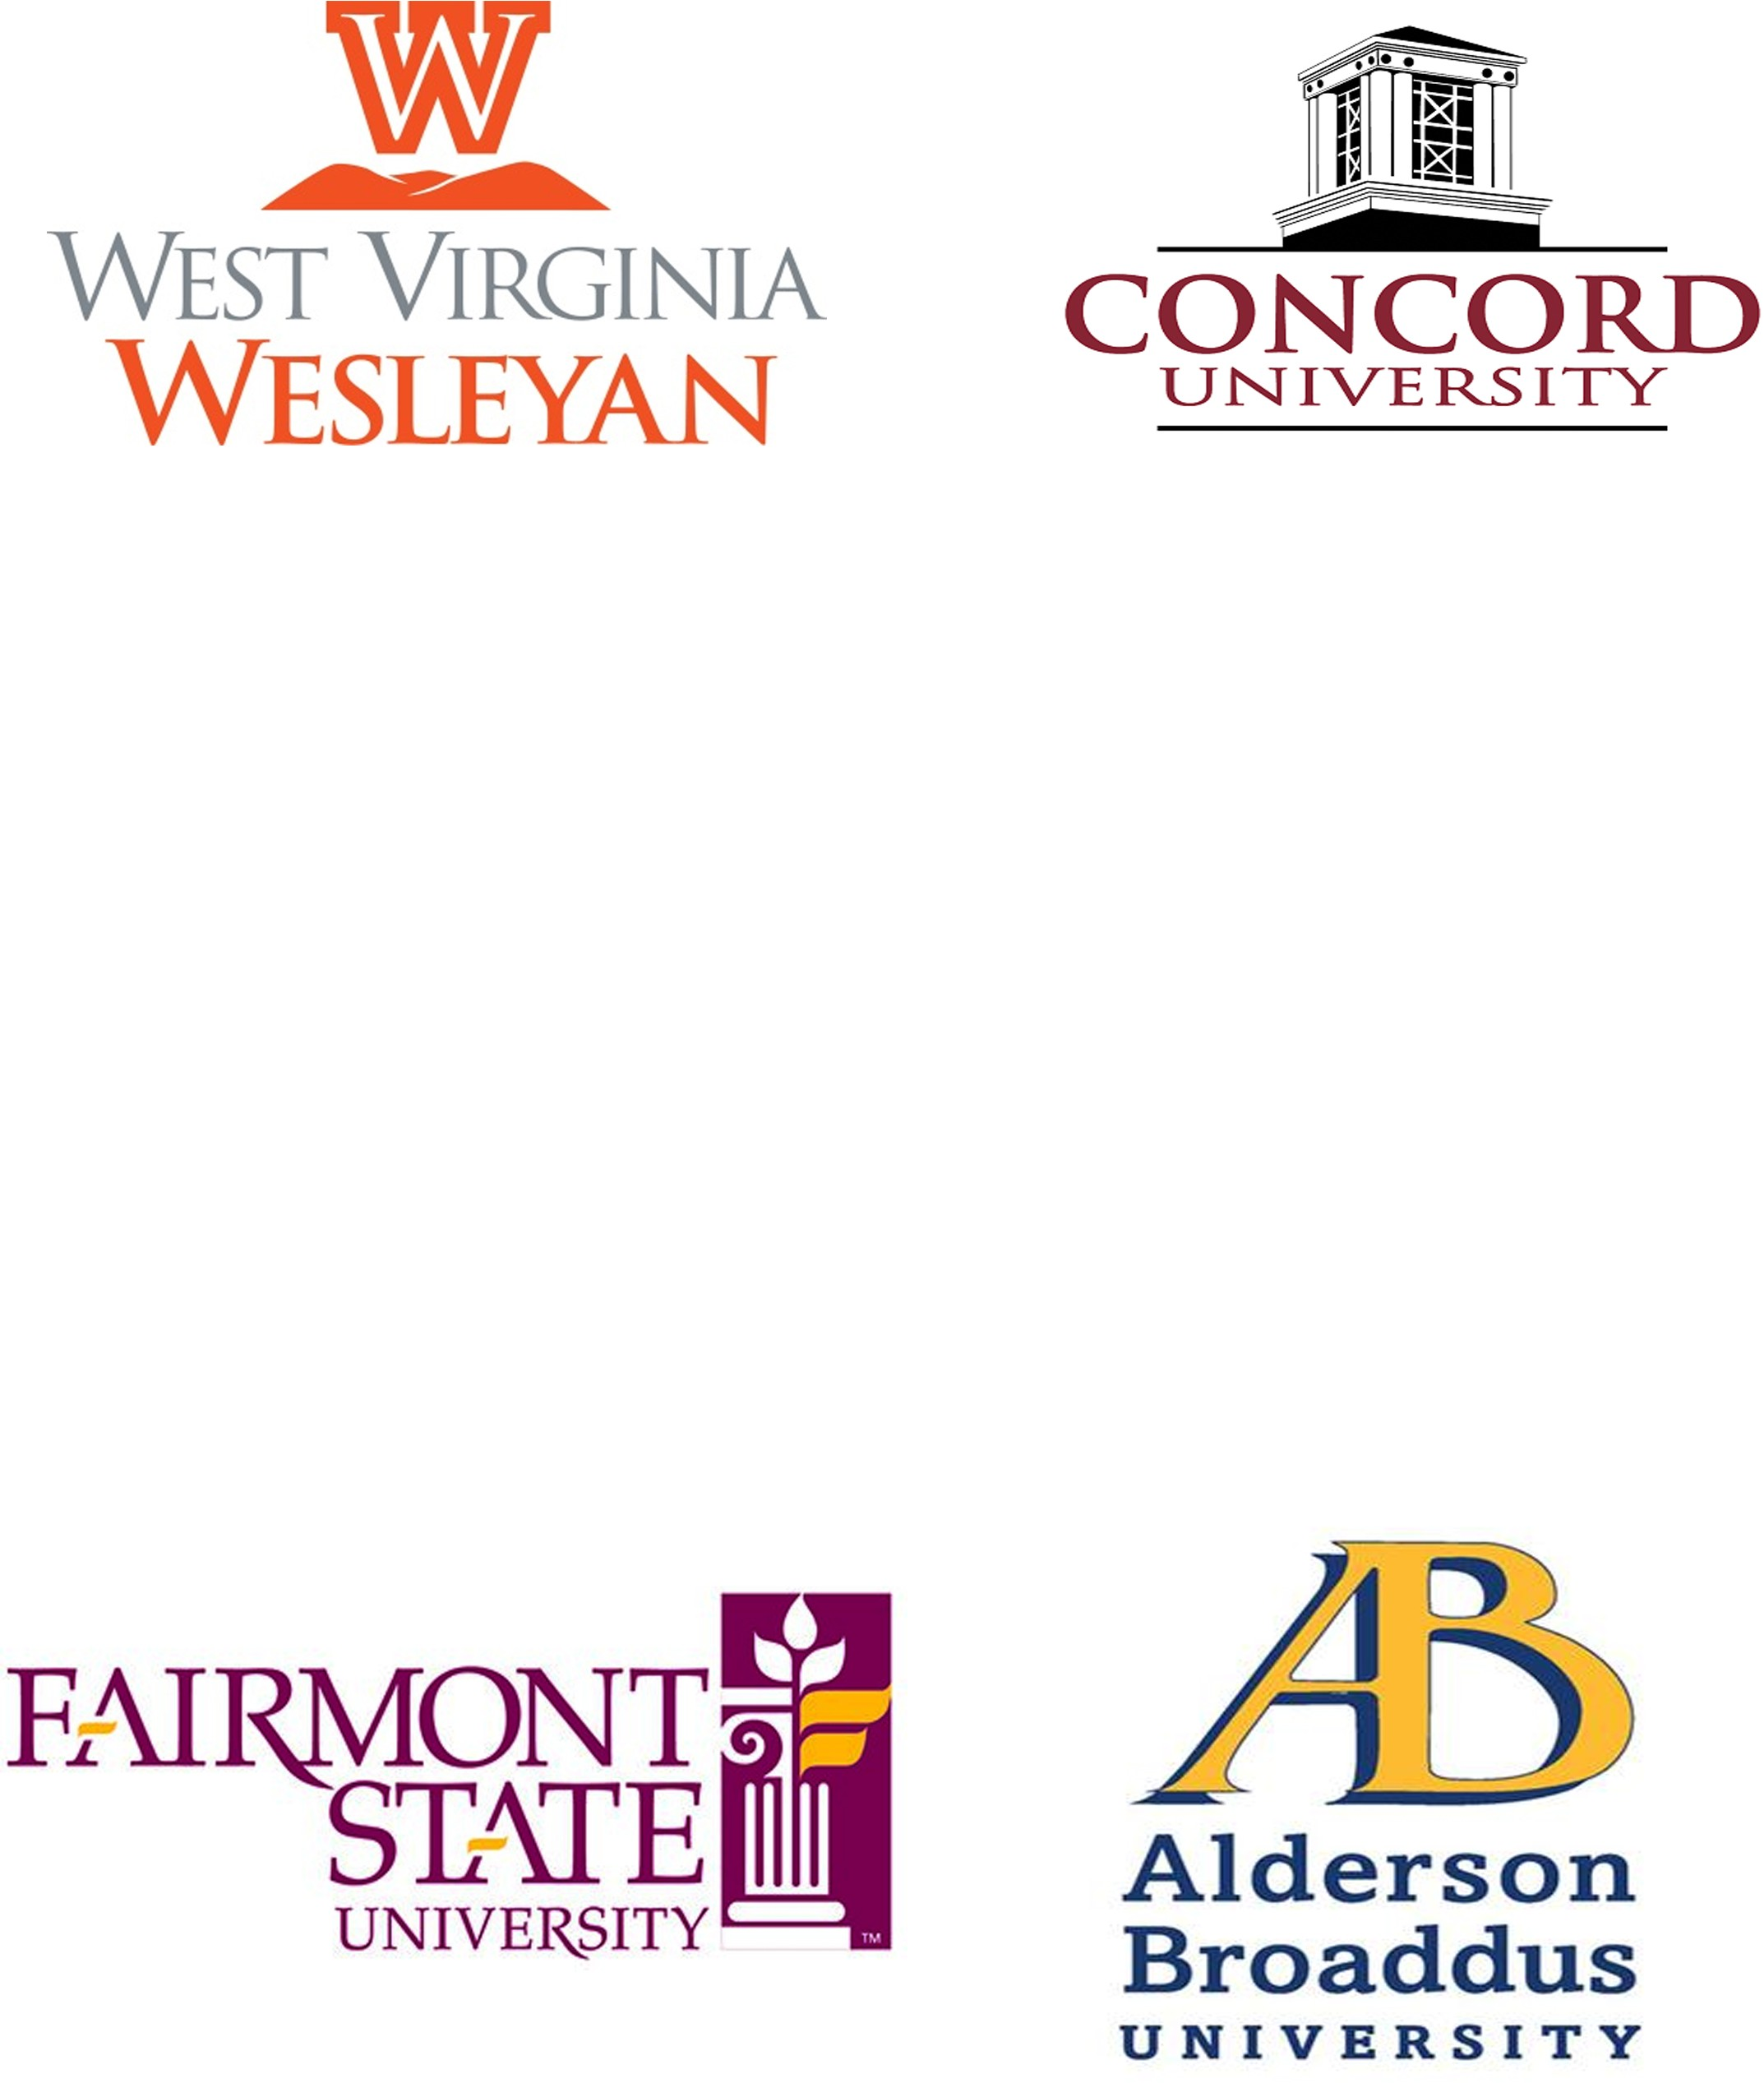 W
WEST VIRGINIA
WESLEYAN
CONCORD
UNIVERSITY
FAIRMONT
STATE
UNIVERSITY
TM
AB
Alderson
Broaddus
UNIVERSITY